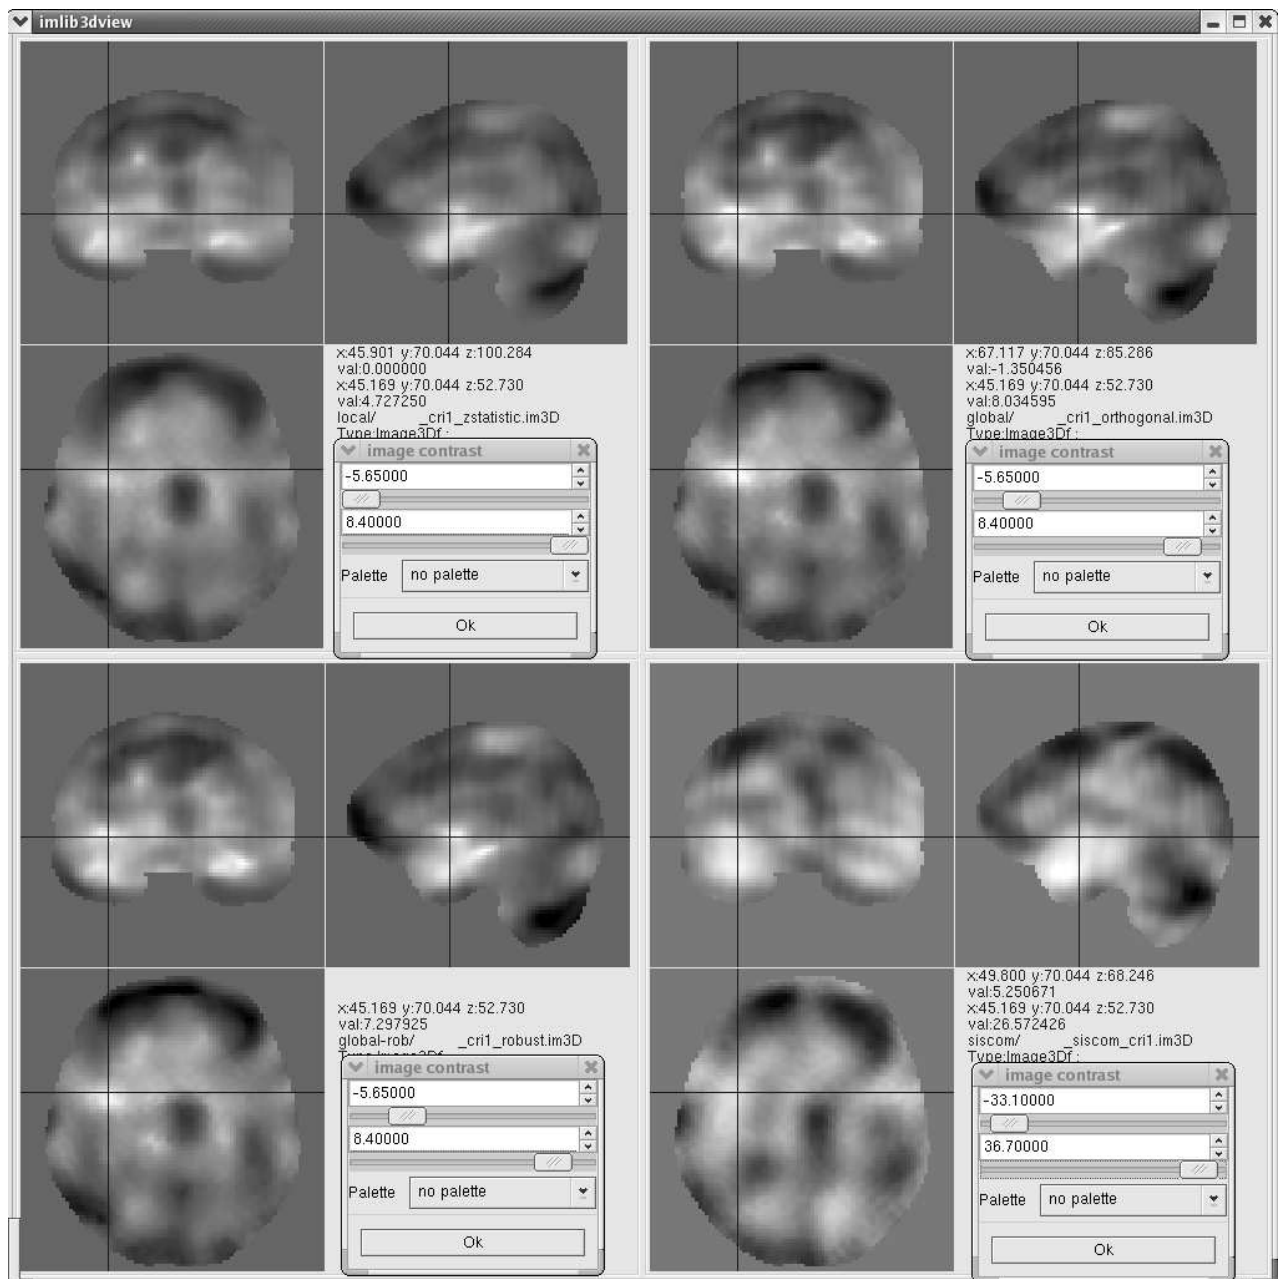 imlib3dview
x:45.901 y:70.044 z:100.284
val:0.000000
x:45.169 y:70.044 z:52.730
val:4.727250
local/ _cri1_zstatistic.im3D
Type:Image3Df :
image contrast
-5.65000
8.40000
Palette no palette
Ok
x:67.117 y:70.044 z:85.286
val:-1.350456
x:45.169 y:70.044 z:52.730
val:8.034595
global/ _cri1_orthogonal.im3D
Type:Image3Df :
image contrast
-5.65000
8.40000
Palette no palette
Ok
x:45.169 y:70.044 z:52.730
val:7.297925
global-rob/ _cri1_robust.im3D
Type:Image3Df
image contrast
-5.65000
8.40000
Palette no palette
Ok
x:49.800 y:70.044 z:68.246
val:5.250671
x:45.169 y:70.044 z:52.730
val:26.572426
siscom/ _siscom_cri1.im3D
Type:Image3Df :
image contrast
-33.10000
36.70000
Palette no palette
Ok